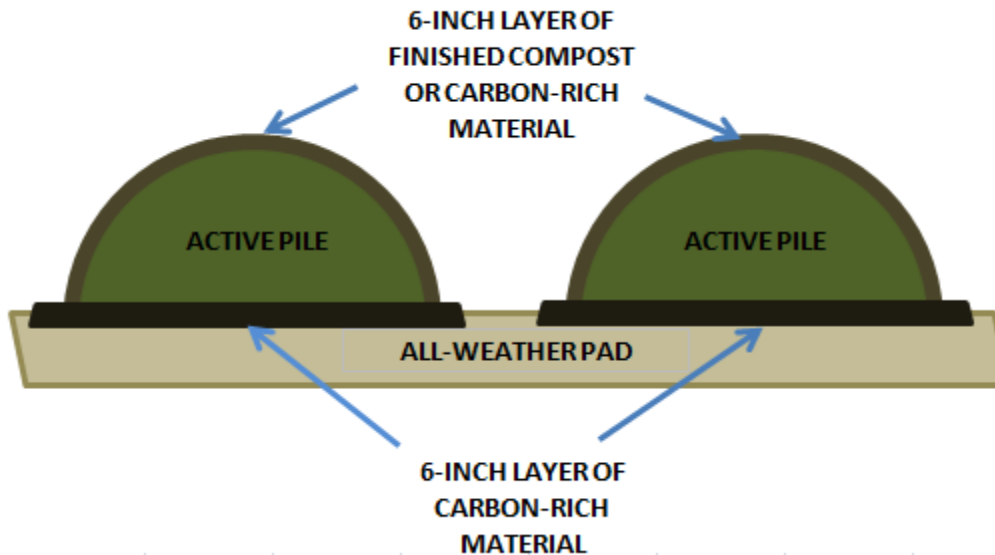 6-INCH LAYER OF
FINISHED COMPOST
OR CARBON-RICH
MATERIAL
ACTIVE PILE
ACTIVE PILE
ALL-WEATHER PAD
6-INCH LAYER OF
CARBON-RICH
MATERIAL